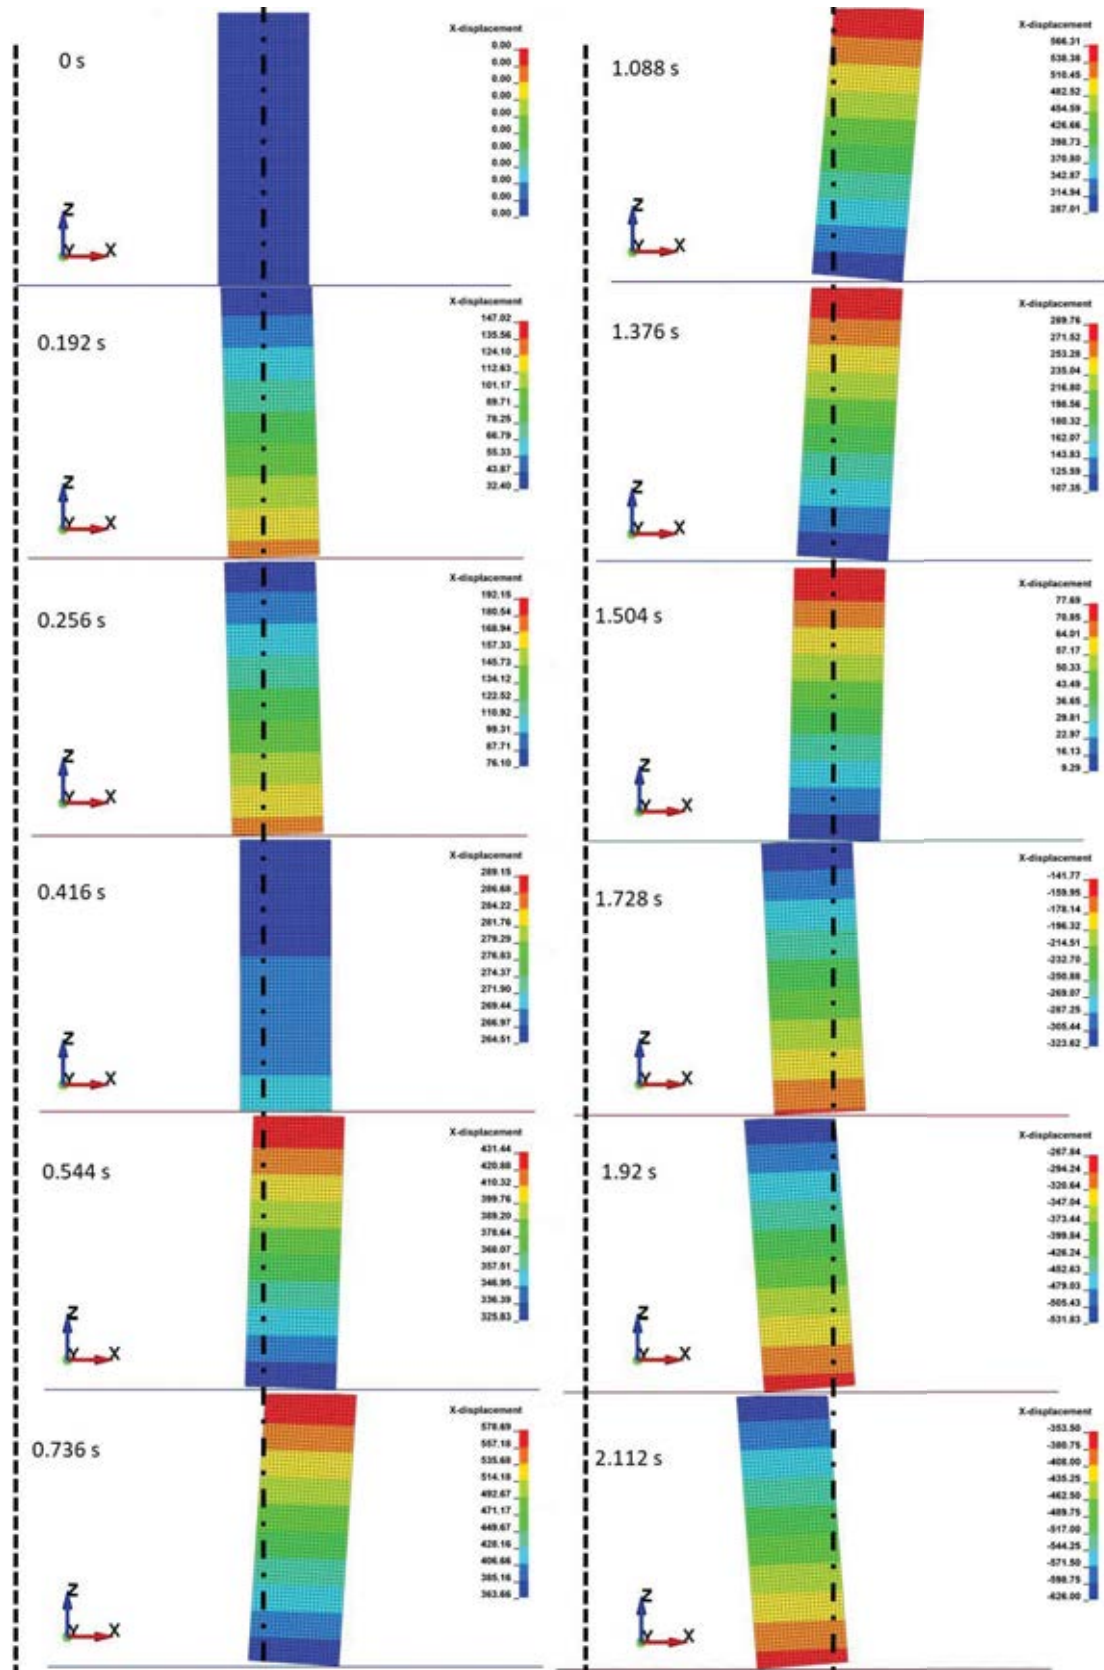 0 s
X-displacement
0.00
0.00
0.00
0.00
0.00
0.00
0.00
0.00
0.00
0.00
0.00
Z
Y
X
0.192 s
X-displacement
147.02
135.56
124.10
112.63
101.17
89.71
78.25
66.79
55.33
43.87
32.40
Z
Y
X
0.256 s
X-displacement
192.15
180.54
168.94
157.33
145.73
134.12
122.52
110.92
99.31
87.71
76.10
Z
Y
X
0.416 s
X-displacement
289.15
286.68
284.22
281.76
279.29
276.83
274.37
271.90
269.44
266.97
264.51
Z
Y
X
0.544 s
X-displacement
431.44
420.88
410.32
399.76
389.20
378.64
368.07
357.51
346.95
336.39
325.83
Z
Y
X
0.736 s
X-displacement
578.69
557.18
535.68
514.18
492.67
471.17
449.67
428.16
406.66
385.16
363.66
Z
Y
X
1.088 s
X-displacement
566.31
538.38
510.45
482.52
454.59
426.66
398.73
370.80
342.87
314.94
287.01
Z
Y
X
1.376 s
X-displacement
289.76
271.52
253.28
235.04
216.80
198.56
180.32
162.07
143.83
125.59
107.35
Z
Y
X
1.504 s
X-displacement
77.69
70.85
64.01
57.17
50.33
43.49
36.65
29.81
22.97
16.13
9.29
Z
Y
X
1.728 s
X-displacement
-141.77
-159.95
-178.14
-196.32
-214.51
-232.70
-250.88
-269.07
-287.25
-305.44
-323.62
Z
Y
X
1.92 s
X-displacement
-267.84
-294.24
-320.64
-347.04
-373.44
-399.84
-426.24
-452.63
-479.03
-505.43
-531.83
Z
Y
X
2.112 s
X-displacement
-353.50
-380.75
-408.00
-435.25
-462.50
-489.75
-517.00
-544.25
-571.50
-598.75
-626.00
Z
Y
X